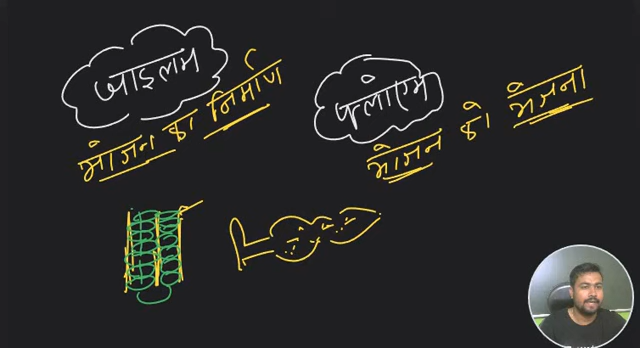 जाइलम
भोजन का निर्माण
फ्लोएम
भोजन को भेजना